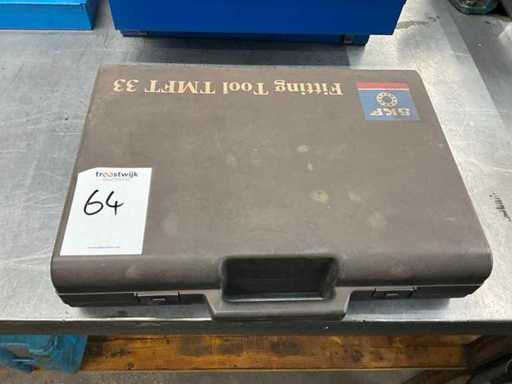 Fitting Tool TMFT 33
SKF
troostwijk
64